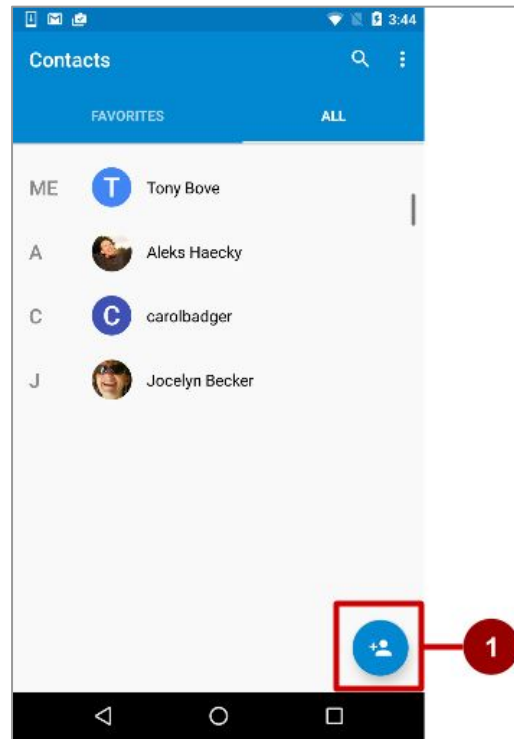 3:44
Contacts
FAVORITES ALL
ME T Tony Bove
A Aleks Haecky
C C carolbadger
J Jocelyn Becker
1